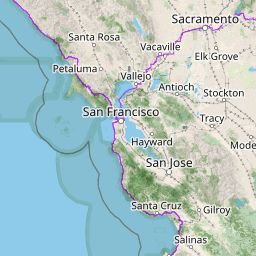 Sacramento
Santa Rosa
Vacaville
Elk Grove
Petaluma
Vallejo
Antioch
Stockton
San Francisco
Tracy
Hayward
Mode
San Jose
Santa Cruz
Gilroy
Salinas